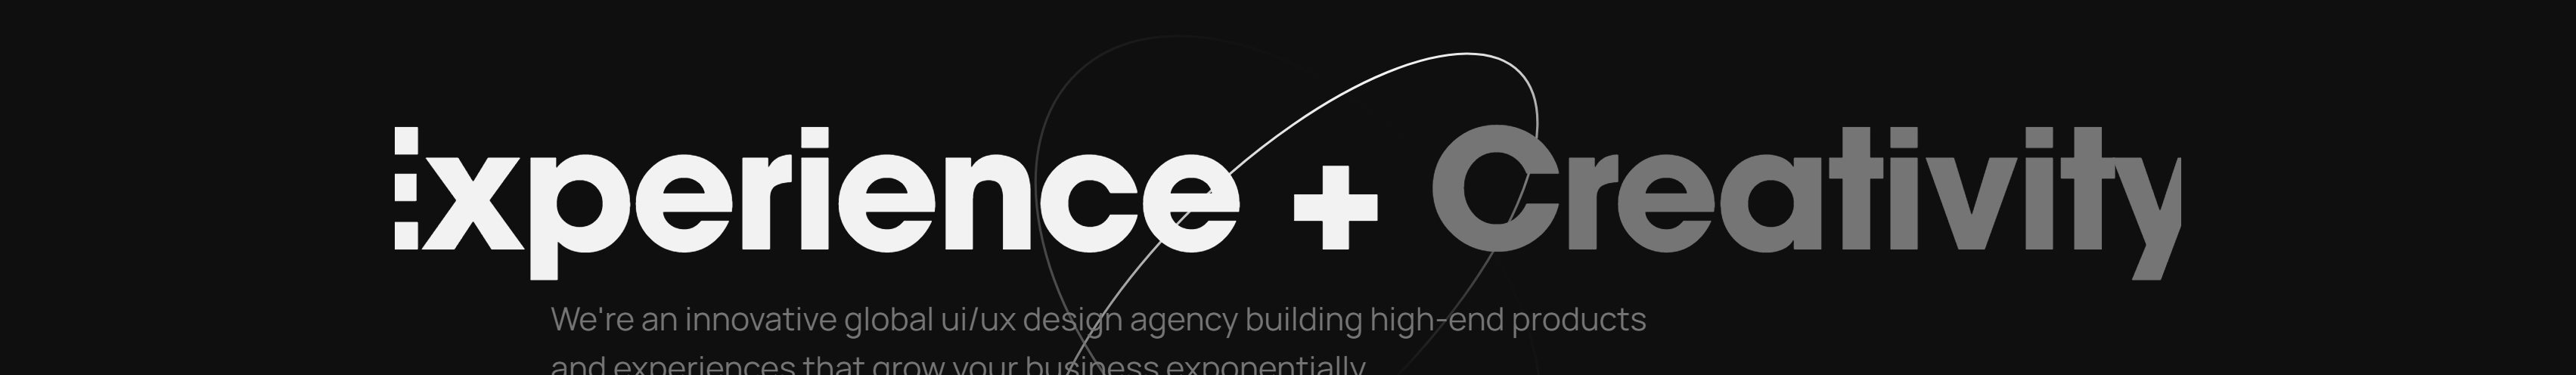 Experience + Creativity
We're an innovative global ui/ux design agency building high-end products
and experiences that grow your business exponentially